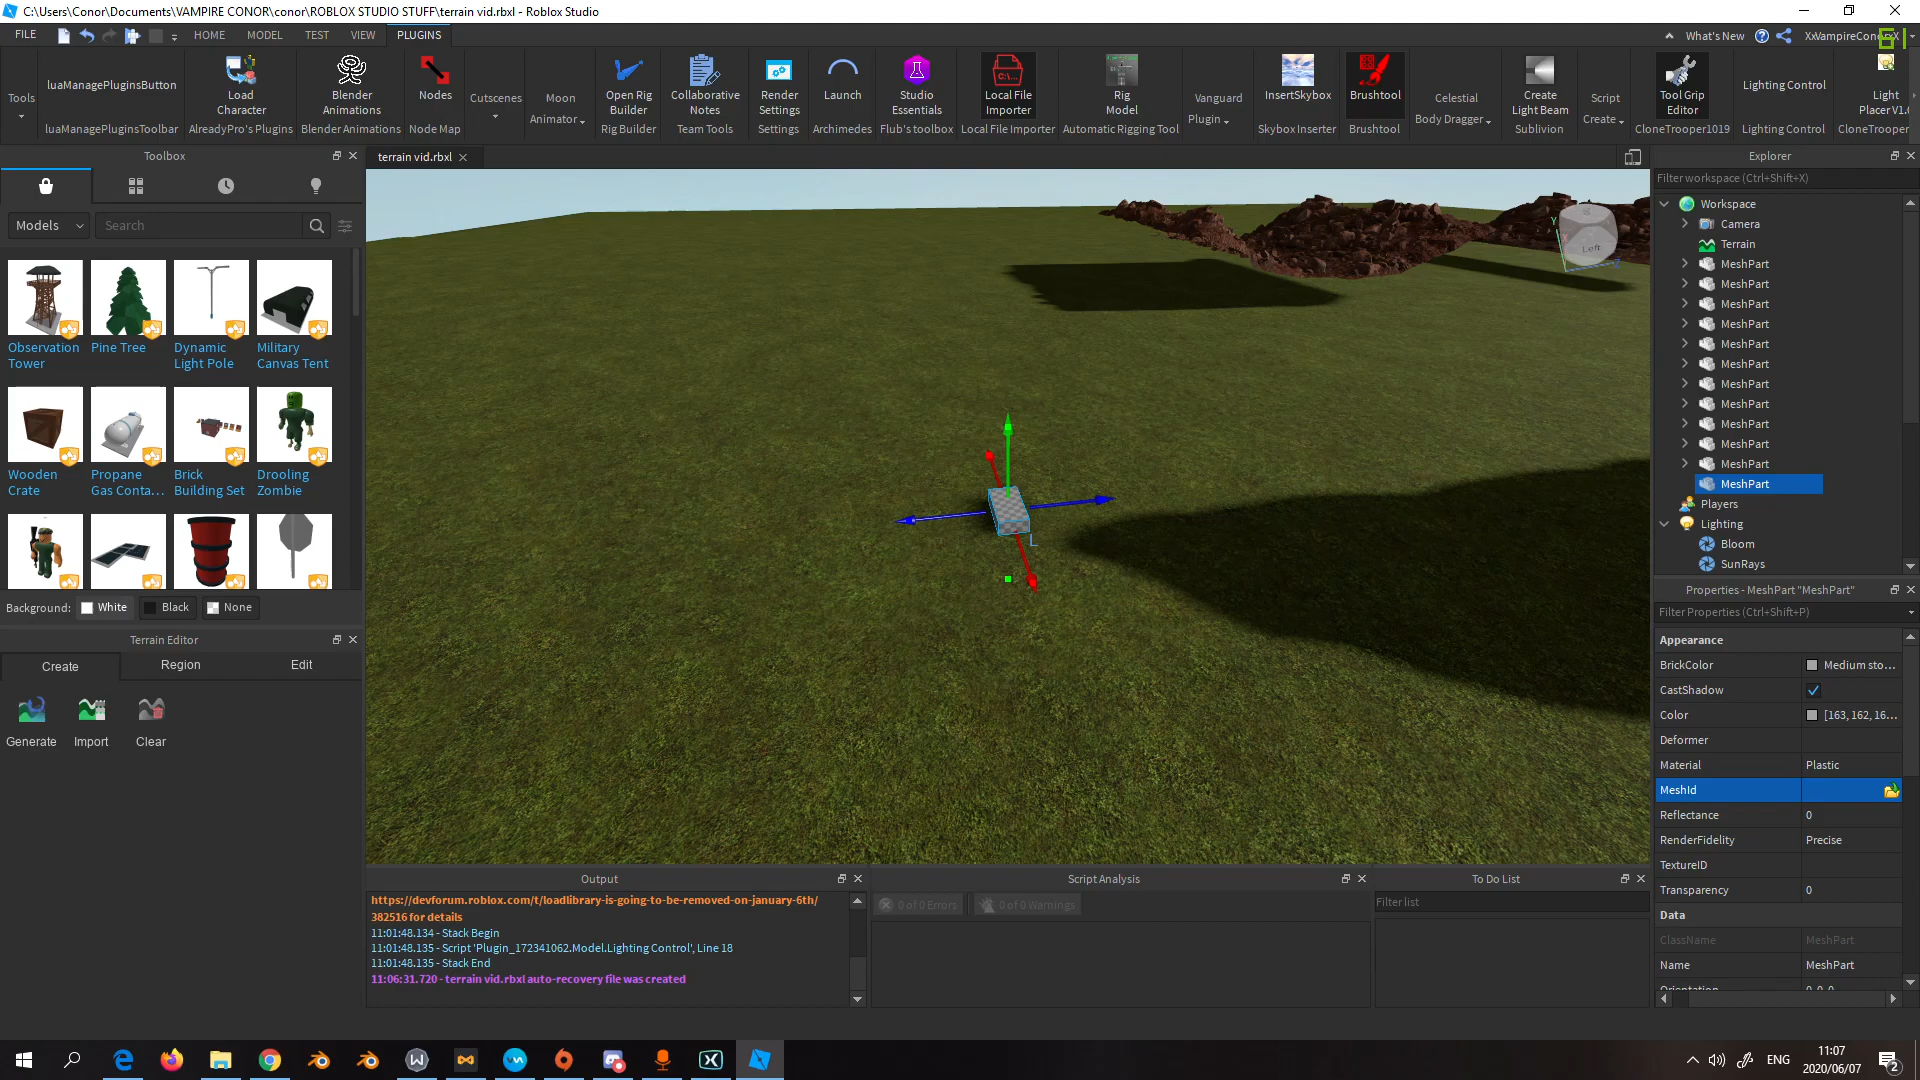 C:\Users\Conor\Documents\VAMPIRE CONOR\conor\ROBLOX STUDIO STUFF\terrain vid.rbxl - Roblox Studio
FILE HOME MODEL TEST VIEW PLUGINS
What's New XxVampireConorxX
61
Tools
luaManagePluginsButton
luaManagePluginsToolbar
Load
Character
AlreadyPro's Plugins
Blender
Animations
Blender Animations
Nodes
Node Map
Cutscenes
Moon
Animator
Open Rig
Builder
Rig Builder
Collaborative
Notes
Team Tools
Render
Settings
Settings
Launch
Archimedes
Studio
Essentials
Flub's toolbox
C:\...
Local File
Importer
Local File Importer
Rig
Model
Automatic Rigging Tool
Vanguard
Plugin
InsertSkybox
Skybox Inserter
Brushtool
Brushtool
Celestial
Body Dragger
Create
Light Beam
Sublivion
Script
Create
Tool Grip
Editor
CloneTrooper1019
Lighting Control
Lighting Control
Light
Placer V1.0
CloneTrooper
Toolbox
Models
Search
Observation
Tower
Pine Tree
Dynamic
Light Pole
Military
Canvas Tent
Wooden
Crate
Propane
Gas Conta...
Brick
Building Set
Drooling
Zombie
Background: White Black None
Terrain Editor
Create Region Edit
Generate Import Clear
terrain vid.rbxl
Y
Left
Z
L
Output
https://devforum.roblox.com/t/loadlibrary-is-going-to-be-removed-on-january-6th/
382516 for details
11:01:48.134 - Stack Begin
11:01:48.135 - Script 'Plugin_172341062.Model.Lighting Control', Line 18
11:01:48.135 - Stack End
11:06:31.720 - terrain vid.rbxl auto-recovery file was created
Script Analysis
0 of 0 Errors 0 of 0 Warnings
To Do List
Filter list
Explorer
Filter workspace (Ctrl+Shift+X)
Workspace
Camera
Terrain
MeshPart
MeshPart
MeshPart
MeshPart
MeshPart
MeshPart
MeshPart
MeshPart
MeshPart
MeshPart
MeshPart
MeshPart
Players
Lighting
Bloom
SunRays
Properties - MeshPart "MeshPart"
Filter Properties (Ctrl+Shift+P)
Appearance
BrickColor Medium sto...
CastShadow
Color [163, 162, 16...
Deformer
Material Plastic
MeshId
Reflectance 0
RenderFidelity Precise
TextureID
Transparency 0
Data
ClassName MeshPart
Name MeshPart
Orientation 0, 0, 0
ENG
11:07
2020/06/07
2